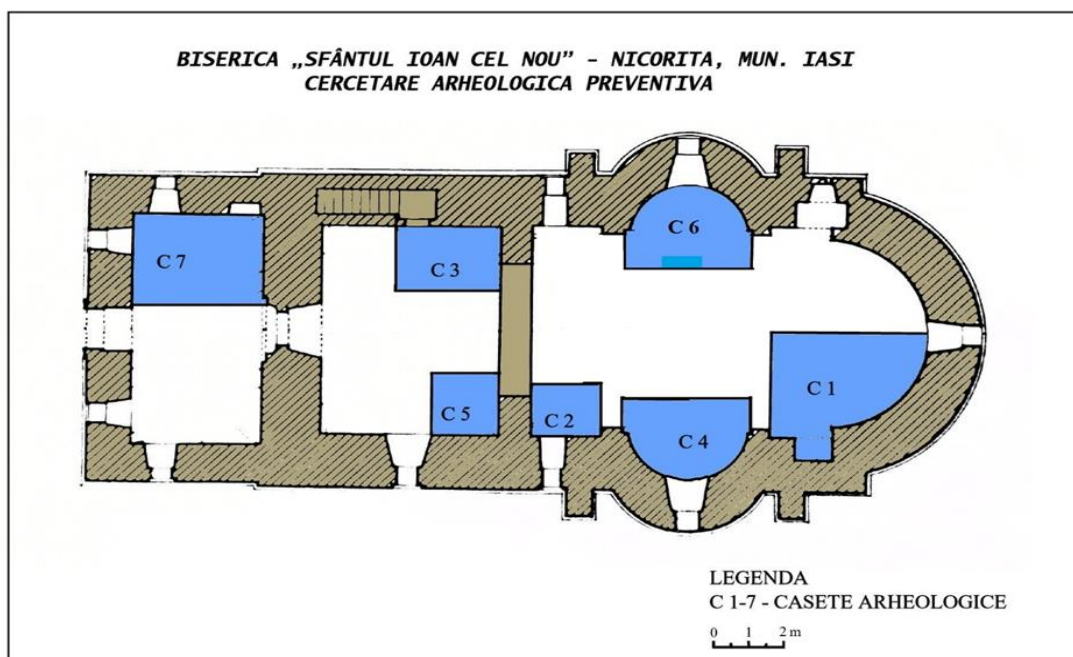 BISERICA „SFÂNTUL IOAN CEL NOU” – NICORITA, MUN. IASI
CERCETARE ARHEOLOGICA PREVENTIVA
C 6
C 7
C 3
C 1
C 5
C 2
C 4
LEGENDA
C 1-7 - CASETE ARHEOLOGICE
0 1 2 m